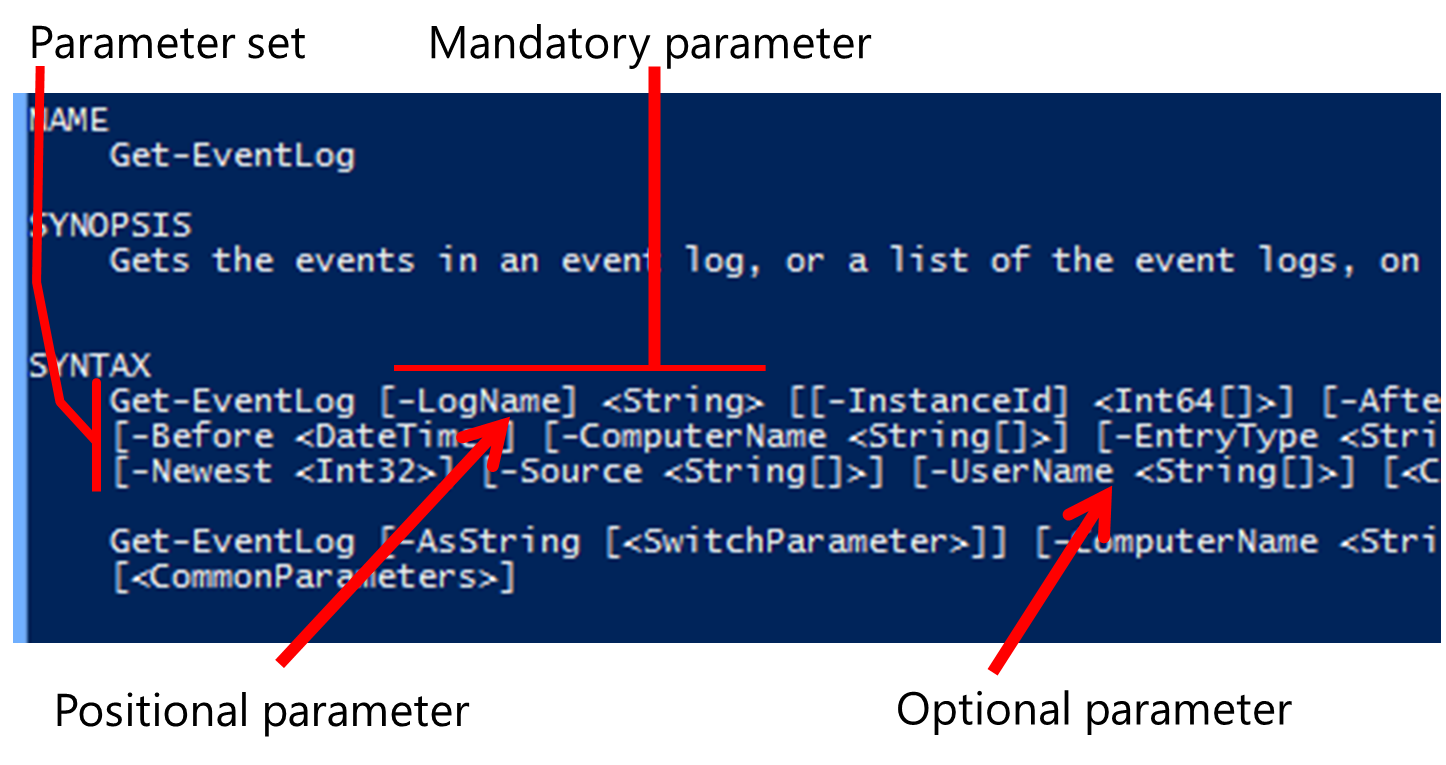 Parameter set Mandatory parameter
NAME
Get-EventLog
SYNOPSIS
Gets the events in an event log, or a list of the event logs, on
SYNTAX
Get-EventLog [-LogName] <String> [[-InstanceId] <Int64[]>] [-Afte
[-Before <DateTime>] [-ComputerName <String[]>] [-EntryType <Stri
[-Newest <Int32>] [-Source <String[]>] [-UserName <String[]>] [<C
Get-EventLog [-AsString [<SwitchParameter>]] [-ComputerName <Stri
[<CommonParameters>]
Positional parameter Optional parameter